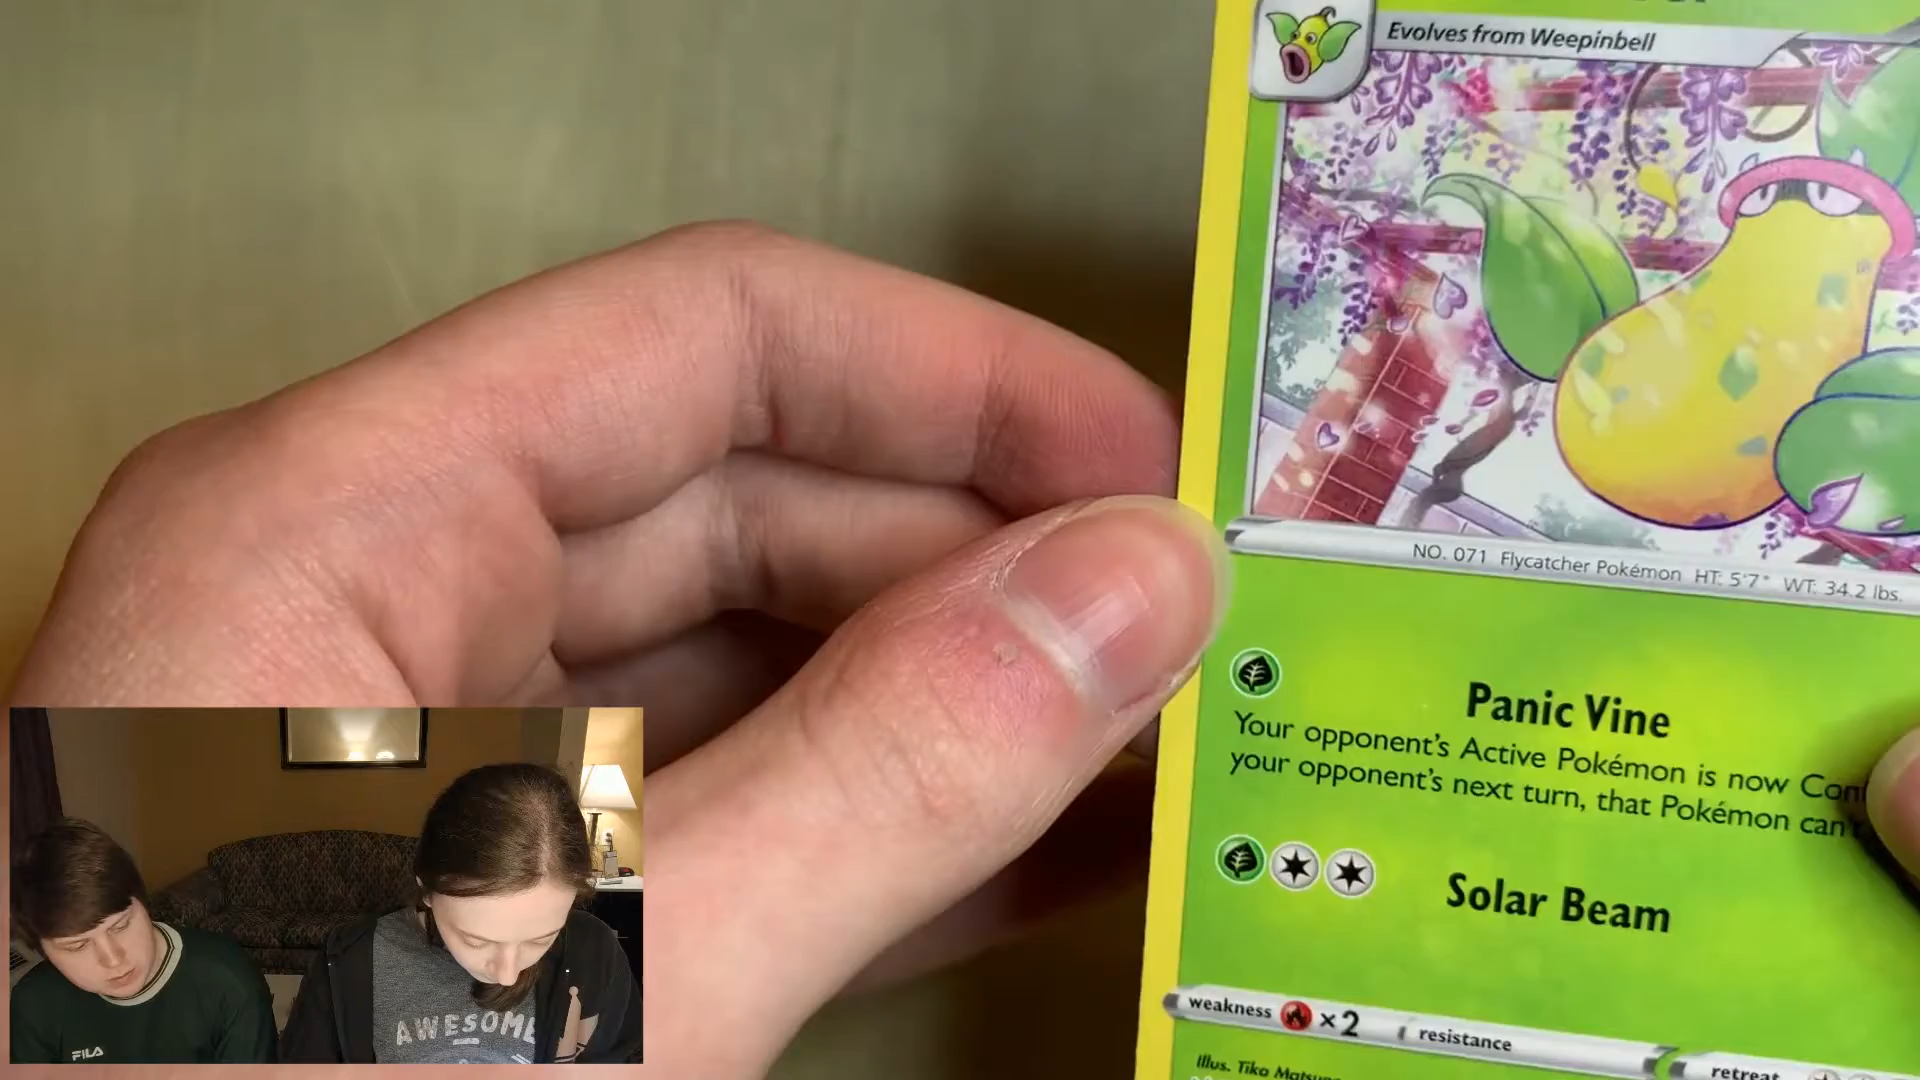 Evolves from Weepinbell
NO. 071 Flycatcher Pokémon HT: 5'7" WT: 34.2 lbs.
Panic Vine
Your opponent's Active Pokémon is now
your opponent's next turn, that Pokémon can't
Solar Beam
weakness ×2 resistance
retreat
Illus. Tika
AWESOME
FILA